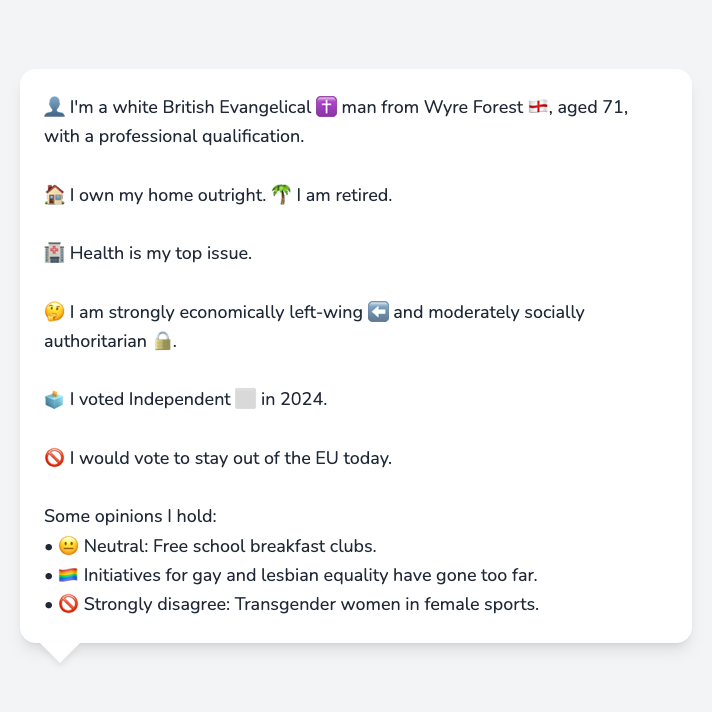 👤 I'm a white British Evangelical ✝️ man from Wyre Forest 🏴󠁧󠁢󠁥󠁮󠁧󠁿, aged 71,
with a professional qualification.
🏠 I own my home outright. 🌴 I am retired.
🏥 Health is my top issue.
🤔 I am strongly economically left-wing ⬅️ and moderately socially
authoritarian 🔒.
🗳️ I voted Independent ⬜ in 2024.
🚫 I would vote to stay out of the EU today.
Some opinions I hold:
• 😐 Neutral: Free school breakfast clubs.
• 🏳️‍🌈 Initiatives for gay and lesbian equality have gone too far.
• 🚫 Strongly disagree: Transgender women in female sports.